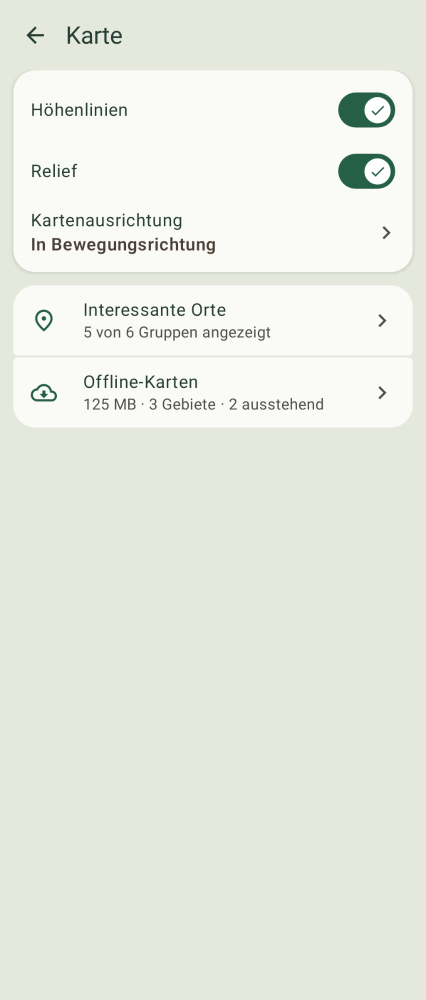 Karte
Höhenlinien
Relief
Kartenausrichtung
In Bewegungsrichtung
Interessante Orte
5 von 6 Gruppen angezeigt
Offline-Karten
125 MB · 3 Gebiete · 2 ausstehend